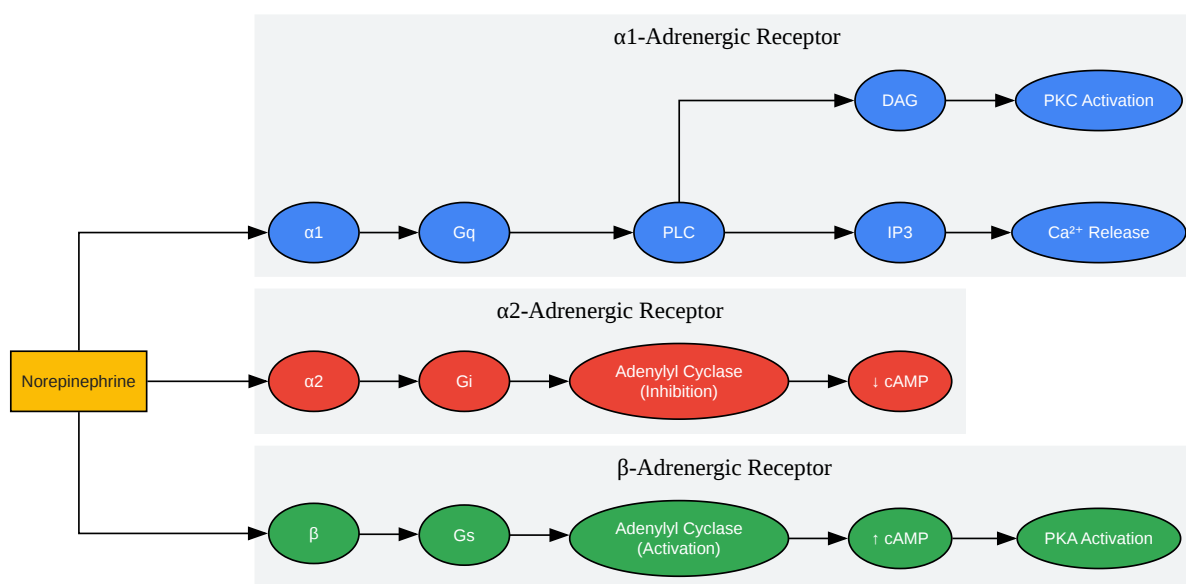 α1-Adrenergic Receptor
DAG
PKC Activation
α1
Gq
PLC
IP3
Ca²⁺ Release
α2-Adrenergic Receptor
Norepinephrine
α2
Gi
Adenylyl Cyclase
(Inhibition)
↓ cAMP
β-Adrenergic Receptor
β
Gs
Adenylyl Cyclase
(Activation)
↑ cAMP
PKA Activation